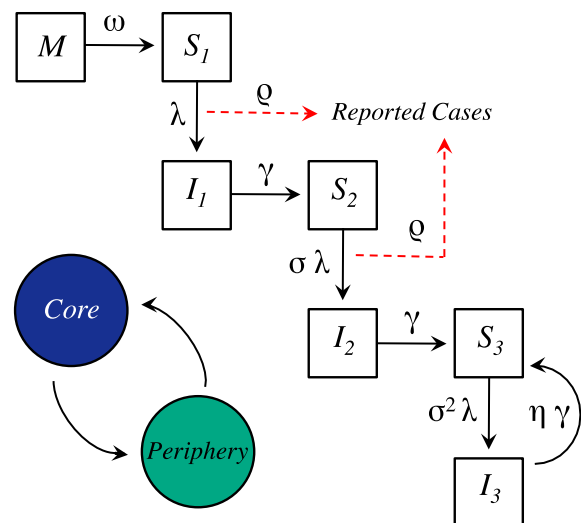 ω
M
S₁
λ
ϱ
Reported Cases
I₁
γ
S₂
σ λ
ϱ
Core
I₂
γ
S₃
σ² λ
η γ
Periphery
I₃